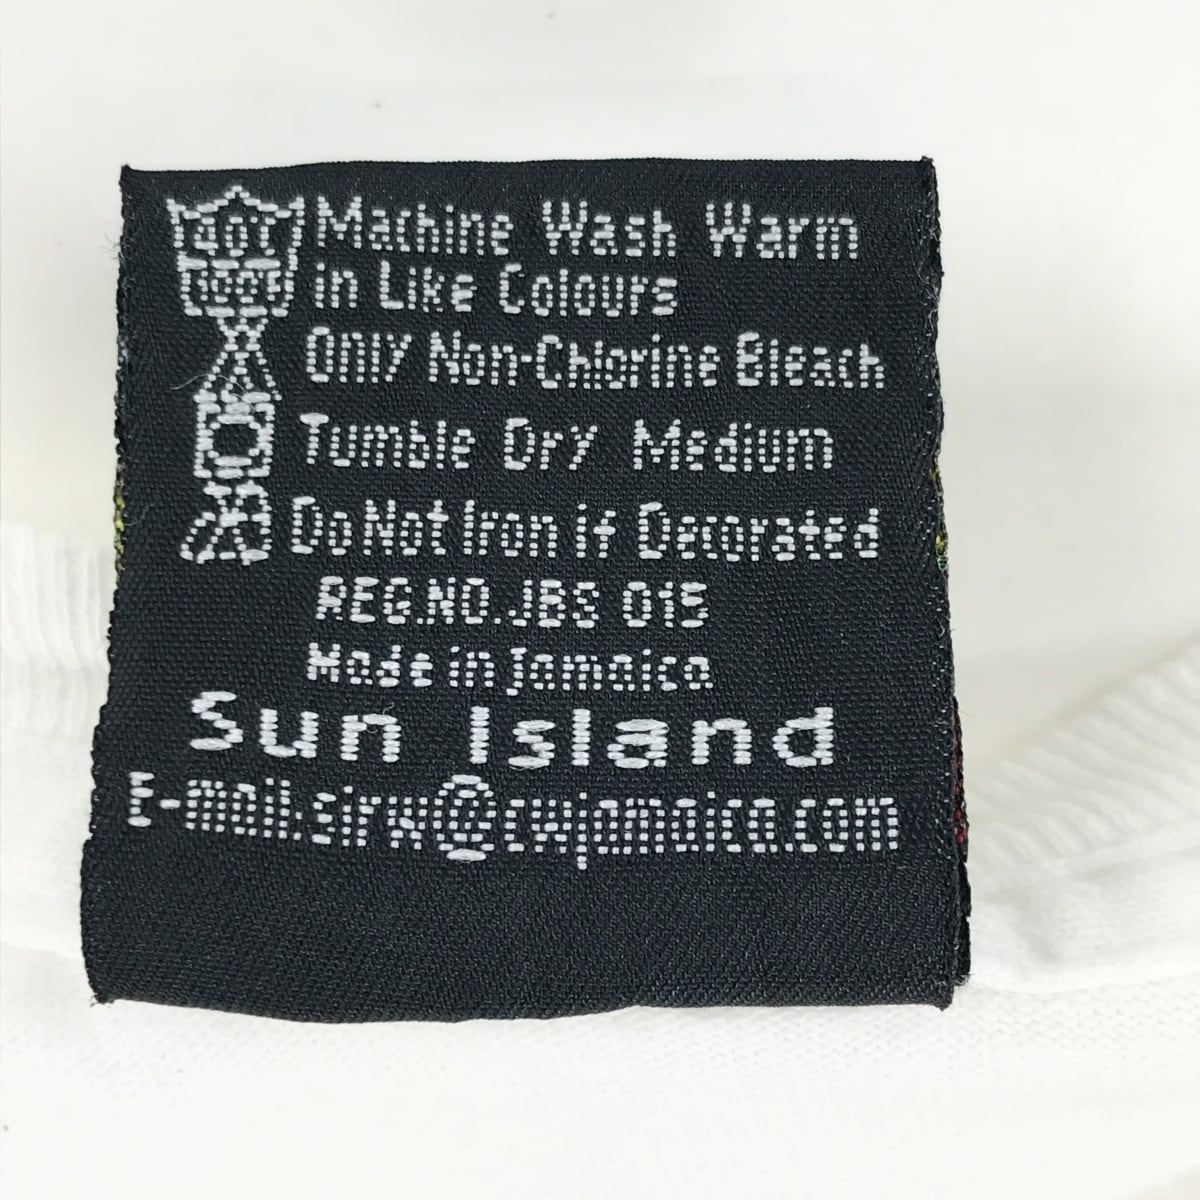 Machine Wash Warm
in Like Colours
Only Non-Chlorine Bleach
Tumble Dry Medium
Do Not Iron if Decorated
REG.NO.JBS 015
Made in Jamaica
Sun Island
E-mail:sirw@cwjamaica.com